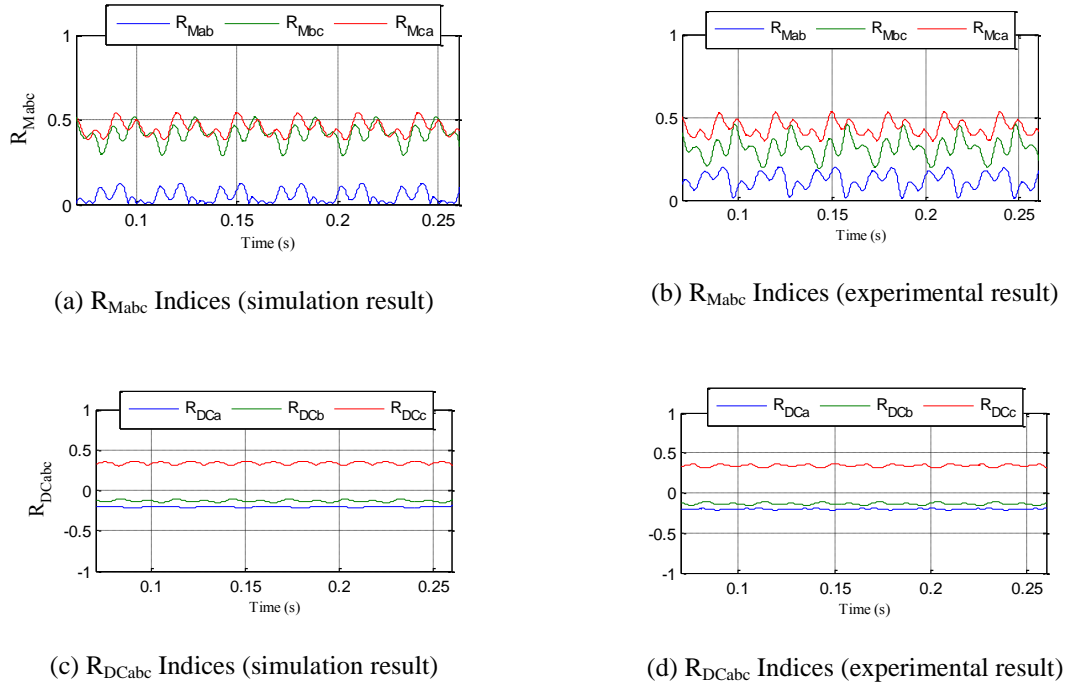 R_Mab R_Mbc R_Mca
1
0.5
0
R_Mabc
0.1 0.15 0.2 0.25
Time (s)
(a) R_Mabc Indices (simulation result)
R_Mab R_Mbc R_Mca
1
0.5
0
0.1 0.15 0.2 0.25
Time (s)
(b) R_Mabc Indices (experimental result)
R_DCa R_DCb R_DCc
1
0.5
0
-0.5
-1
R_DCabc
0.1 0.15 0.2 0.25
Time (s)
(c) R_DCabc Indices (simulation result)
R_DCa R_DCb R_DCc
1
0.5
0
-0.5
-1
0.1 0.15 0.2 0.25
Time (s)
(d) R_DCabc Indices (experimental result)